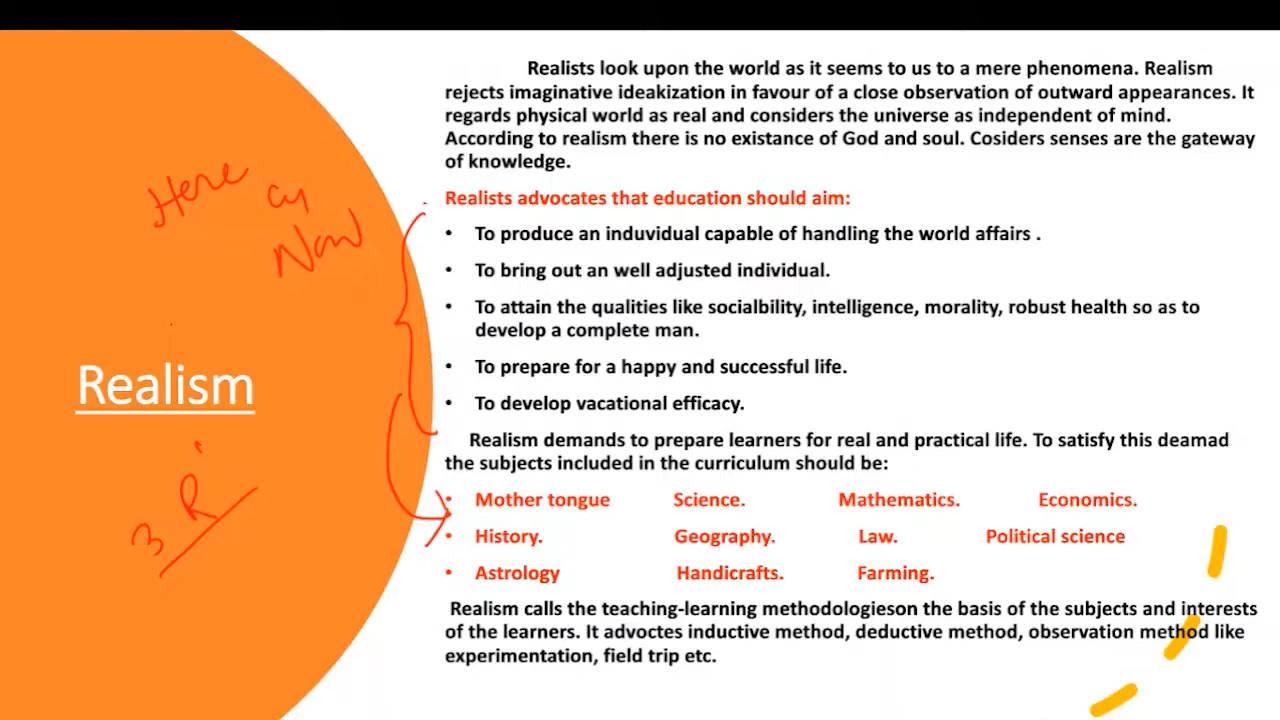 Realists look upon the world as it seems to us to a mere phenomena. Realism
rejects imaginative ideakization in favour of a close observation of outward appearances. It
regards physical world as real and considers the universe as independent of mind.
According to realism there is no existance of God and soul. Cosiders senses are the gateway
of knowledge.
Realists advocates that education should aim:
• To produce an induvidual capable of handling the world affairs .
• To bring out an well adjusted individual.
• To attain the qualities like socialbility, intelligence, morality, robust health so as to
develop a complete man.
• To prepare for a happy and successful life.
• To develop vacational efficacy.
Realism demands to prepare learners for real and practical life. To satisfy this deamad
the subjects included in the curriculum should be:
• Mother tongue Science. Mathematics. Economics.
• History. Geography. Law. Political science
• Astrology Handicrafts. Farming.
Realism calls the teaching-learning methodologieson the basis of the subjects and interests
of the learners. It advoctes inductive method, deductive method, observation method like
experimentation, field trip etc.
Here
Now
Realism
3 R